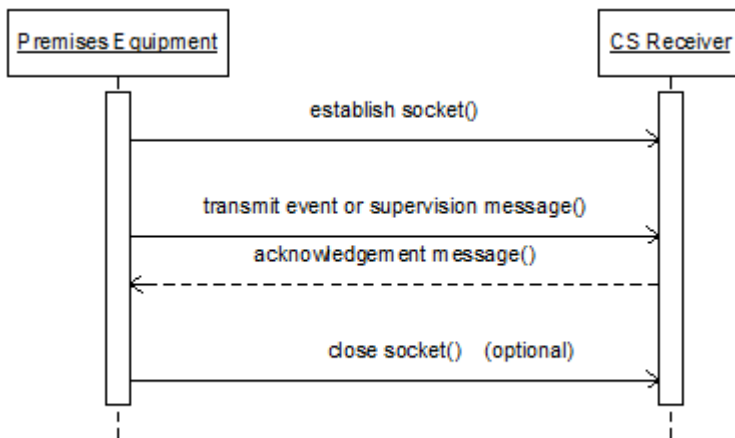 Premises Equipment
CS Receiver
establish socket()
transmit event or supervision message()
acknowledgement message()
close socket() (optional)